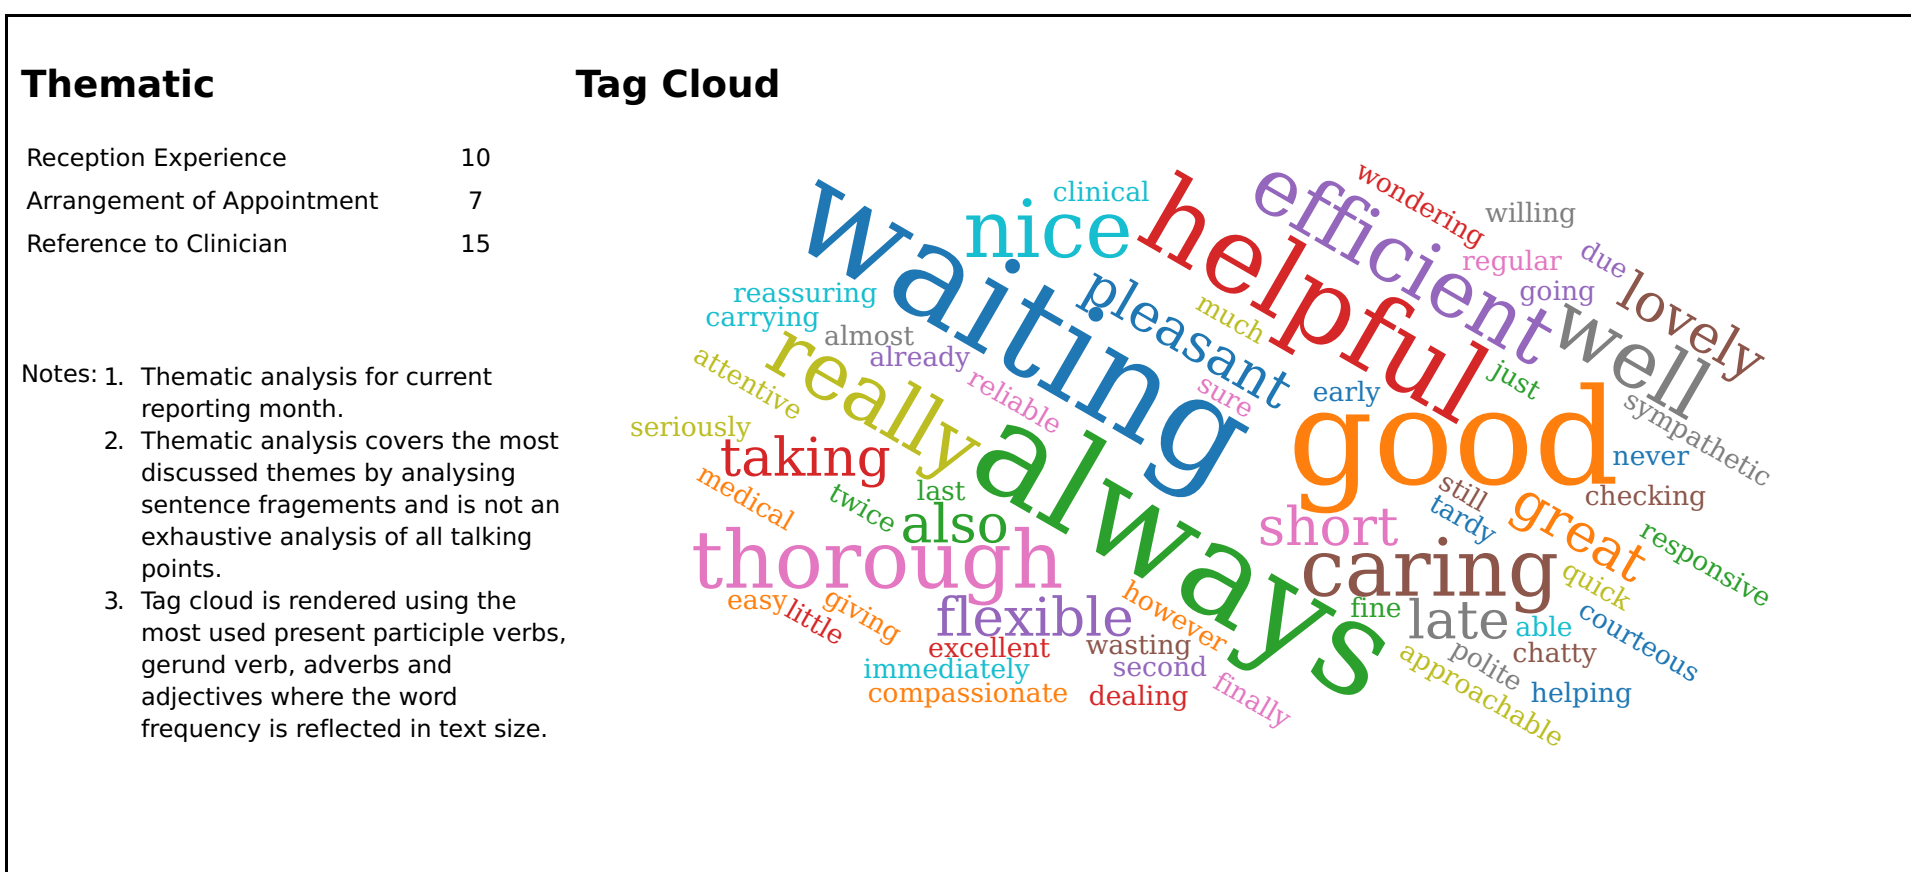 Thematic
Reception Experience 10
Arrangement of Appointment 7
Reference to Clinician 15
Notes: 1. Thematic analysis for current
reporting month.
2. Thematic analysis covers the most
discussed themes by analysing
sentence fragements and is not an
exhaustive analysis of all talking
points.
3. Tag cloud is rendered using the
most used present participle verbs,
gerund verb, adverbs and
adjectives where the word
frequency is reflected in text size.
Tag Cloud
wondering
efficient
clinical
willing
helpful
nice
waiting
regular
due
lovely
going
reassuring
pleasant
much
carrying
almost
well
already
really
attentive
reliable
sure
early
just
sympathetic
good
seriously
taking
always
never
medical
twice
last
still
checking
also
tardy
great
short
responsive
thorough
caring
quick
easy
little
giving
flexible
however
fine
late
able
courteous
excellent
wasting
chatty
polite
immediately
second
approachable
compassionate
dealing
finally
helping